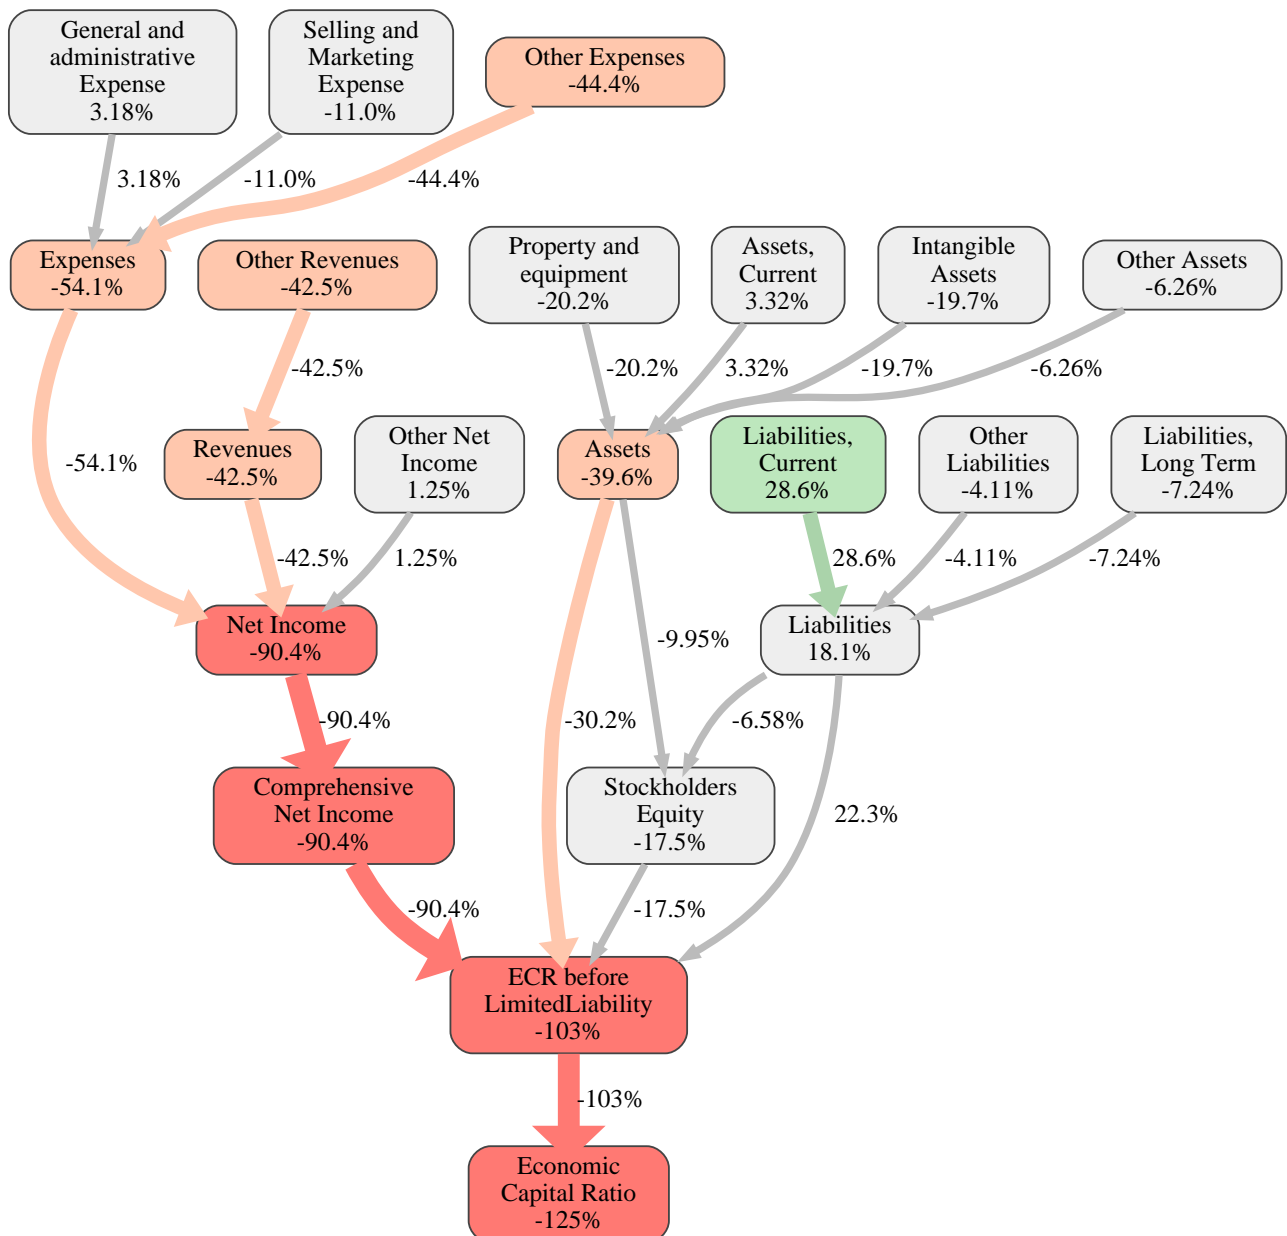 General and
administrative
Expense
3.18%
Selling and
Marketing
Expense
-11.0%
Other Expenses
-44.4%
3.18%
-11.0%
-44.4%
Expenses
-54.1%
Other Revenues
-42.5%
Property and
equipment
-20.2%
Assets,
Current
3.32%
Intangible
Assets
-19.7%
Other Assets
-6.26%
-42.5%
-20.2%
3.32%
-19.7%
-6.26%
-54.1%
Revenues
-42.5%
Other Net
Income
1.25%
Assets
-39.6%
Liabilities,
Current
28.6%
Other
Liabilities
-4.11%
Liabilities,
Long Term
-7.24%
-42.5%
1.25%
28.6%
-4.11%
-7.24%
Net Income
-90.4%
-9.95%
Liabilities
18.1%
-90.4%
-30.2%
-6.58%
Comprehensive
Net Income
-90.4%
Stockholders
Equity
-17.5%
22.3%
-90.4%
-17.5%
ECR before
LimitedLiability
-103%
-103%
Economic
Capital Ratio
-125%